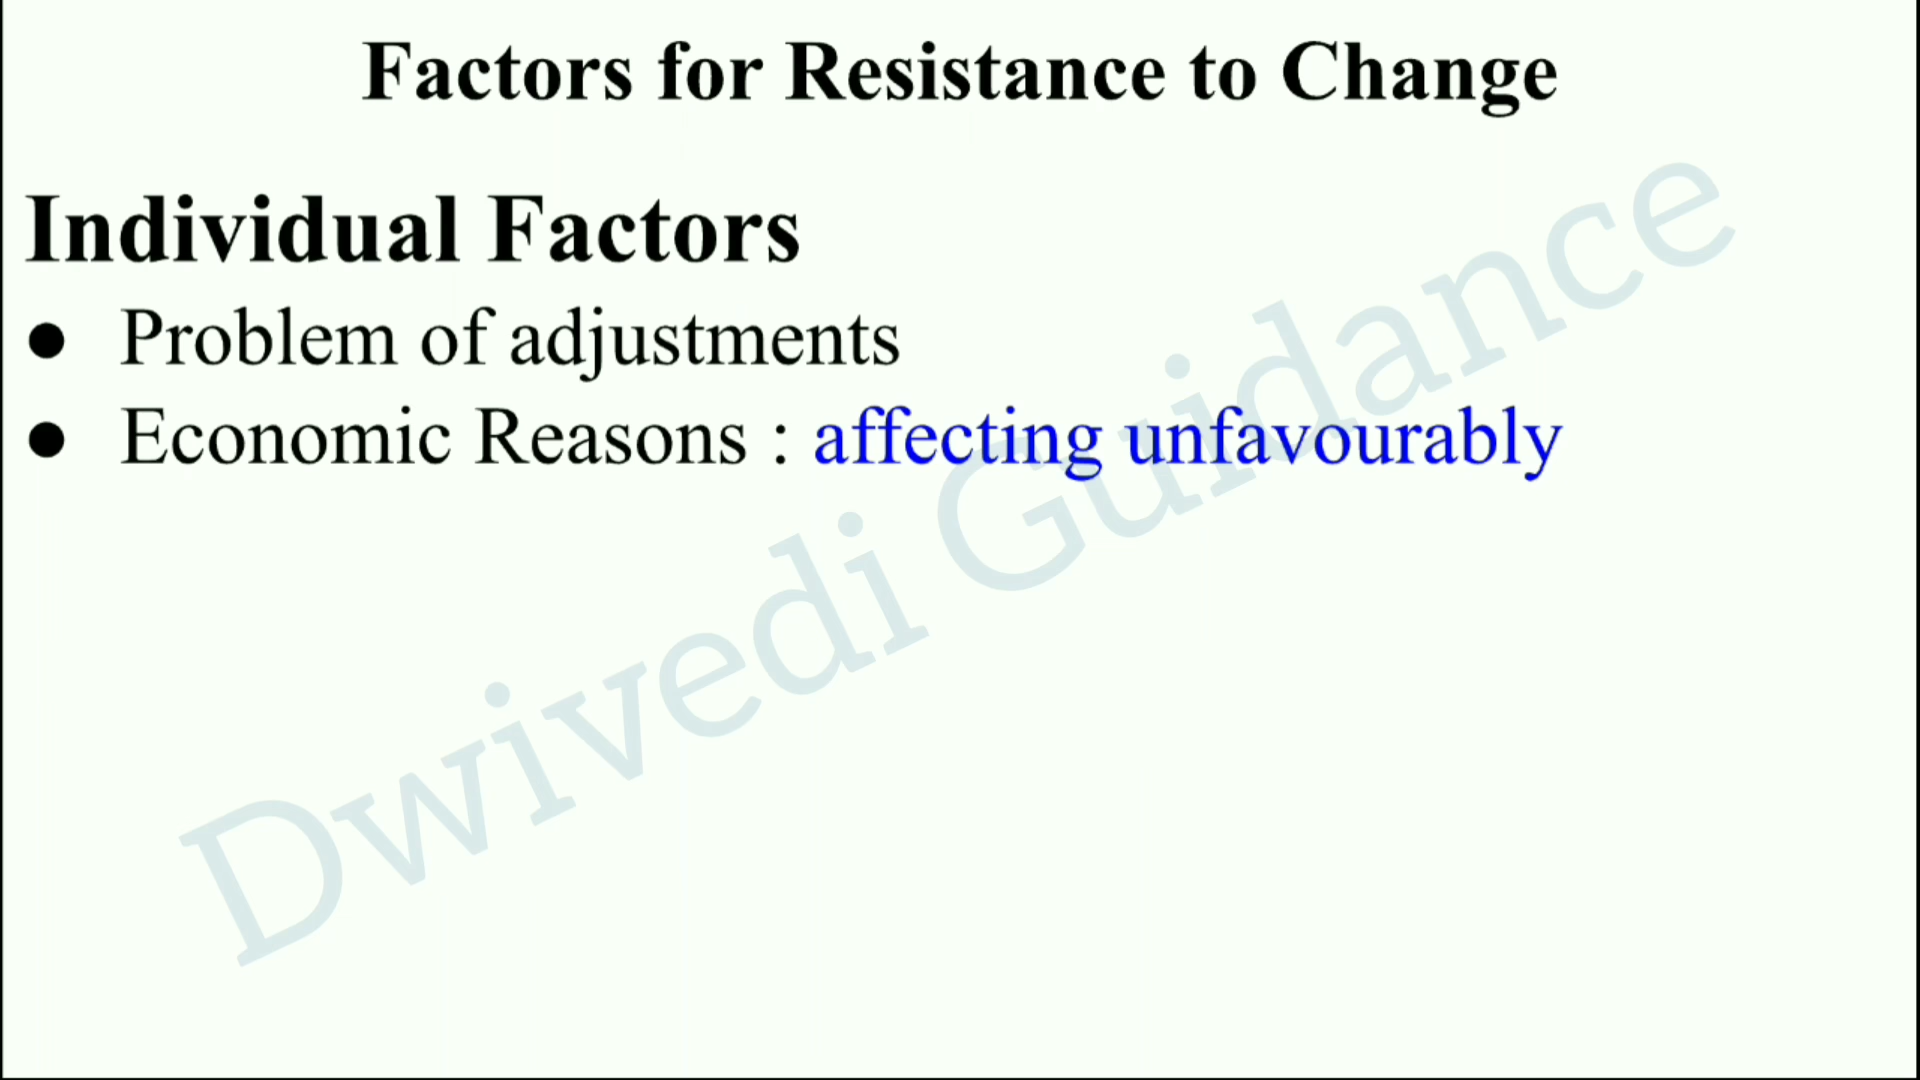 Factors for Resistance to Change
Individual Factors
● Problem of adjustments
● Economic Reasons : affecting unfavourably
Dwivedi Guidance